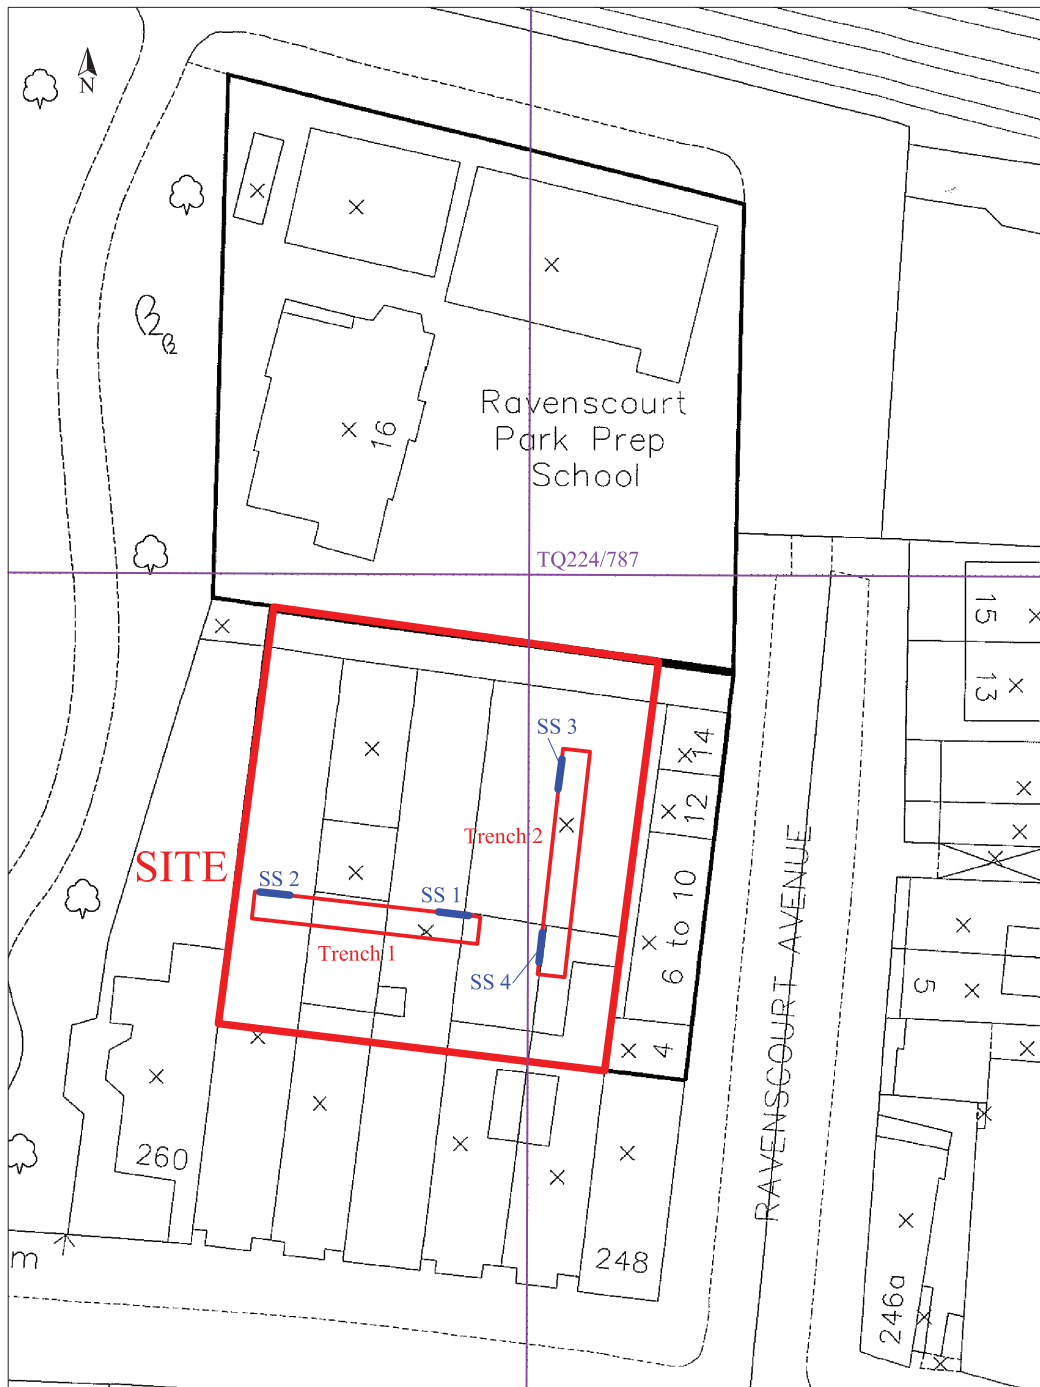 N
Ravenscourt
Park Prep
School
16
TQ224/787
15
13
SS 3
14
12
Trench 2
SITE
SS 2
SS 1
Trench 1
6 to 10
SS 4
4
RAVENSCOURT AVENUE
5
260
248
246a
m